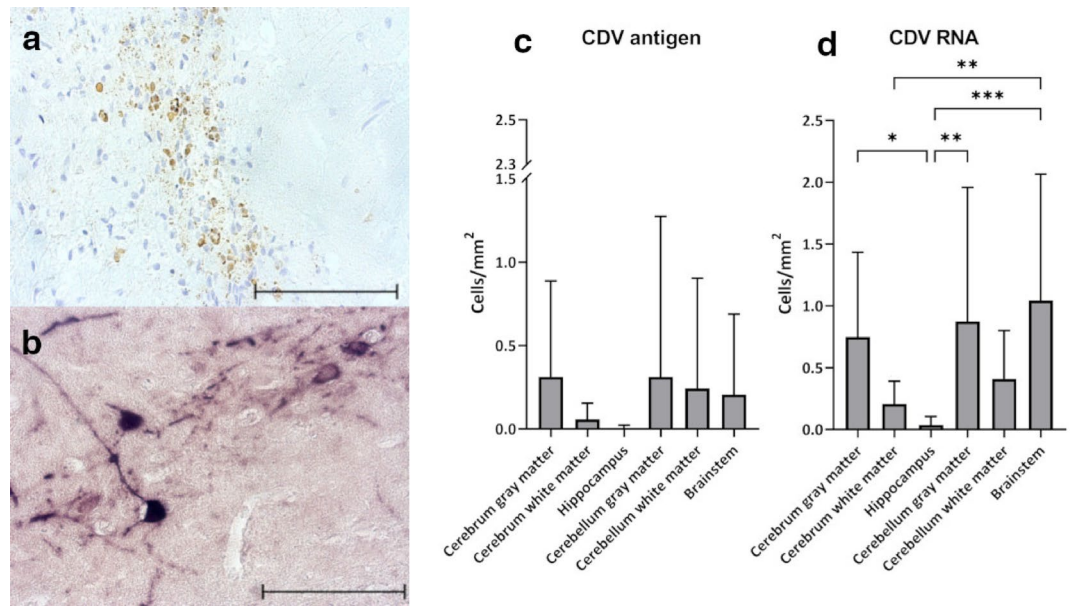 a
b
c
CDV antigen
Cells/mm²
2.5
2.3
1.5
1.0
0.5
0.0
Cerebrum gray matter
Cerebrum white matter
Hippocampus
Cerebellum gray matter
Cerebellum white matter
Brainstem
d
CDV RNA
**
***
*
**
Cells/mm²
2.5
2.0
1.5
1.0
0.5
0.0
Cerebrum gray matter
Cerebrum white matter
Hippocampus
Cerebellum gray matter
Cerebellum white matter
Brainstem